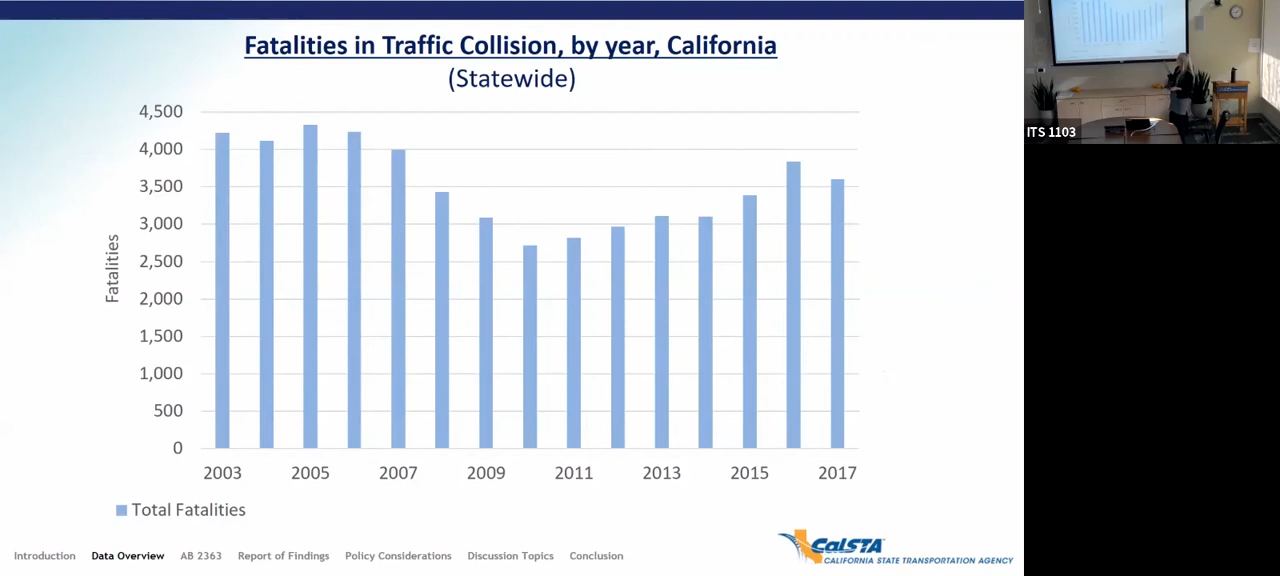 Fatalities in Traffic Collision, by year, California
(Statewide)
4,500
4,000
3,500
3,000
2,500
2,000
1,500
1,000
500
0
Fatalities
2003 2005 2007 2009 2011 2013 2015 2017
Total Fatalities
Introduction Data Overview AB 2363 Report of Findings Policy Considerations Discussion Topics Conclusion
CalSTA
CALIFORNIA STATE TRANSPORTATION AGENCY
ITS 1103